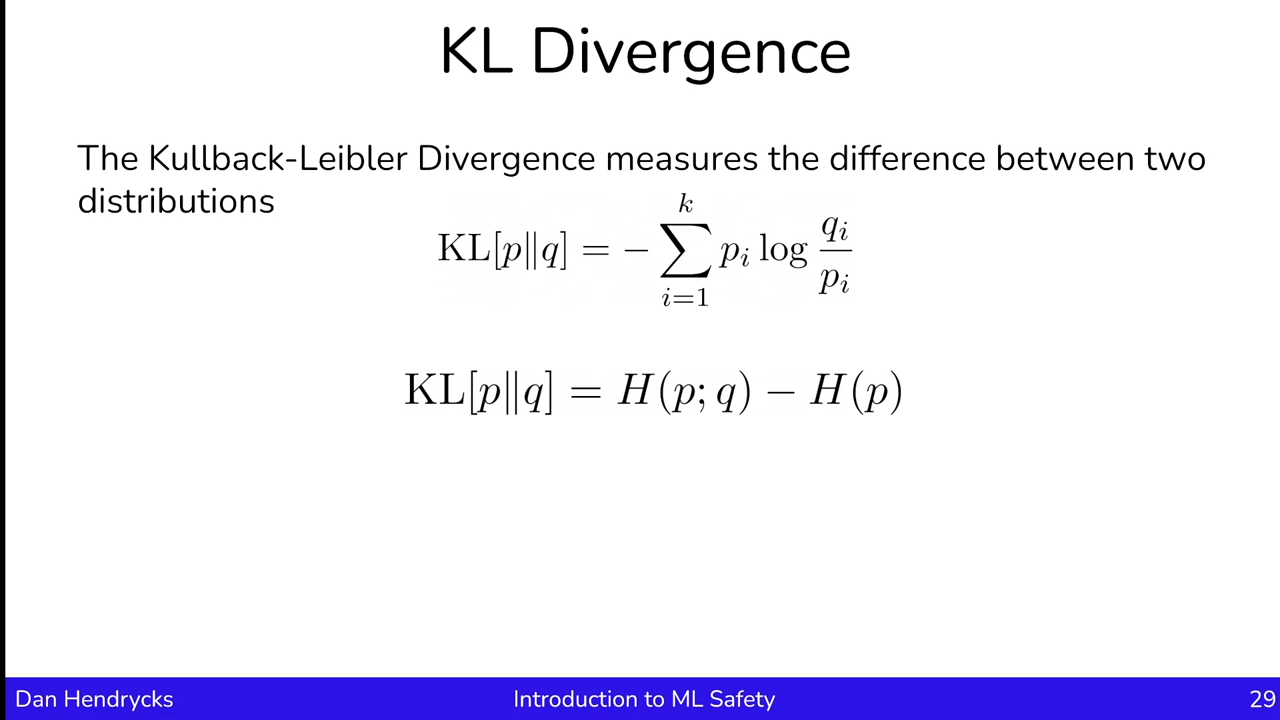 KL Divergence
The Kullback-Leibler Divergence measures the difference between two
distributions
KL[p‖q] = − ∑_{i=1}^{k} p_i log \frac{q_i}{p_i}
KL[p‖q] = H(p; q) − H(p)
Dan Hendrycks
Introduction to ML Safety
29